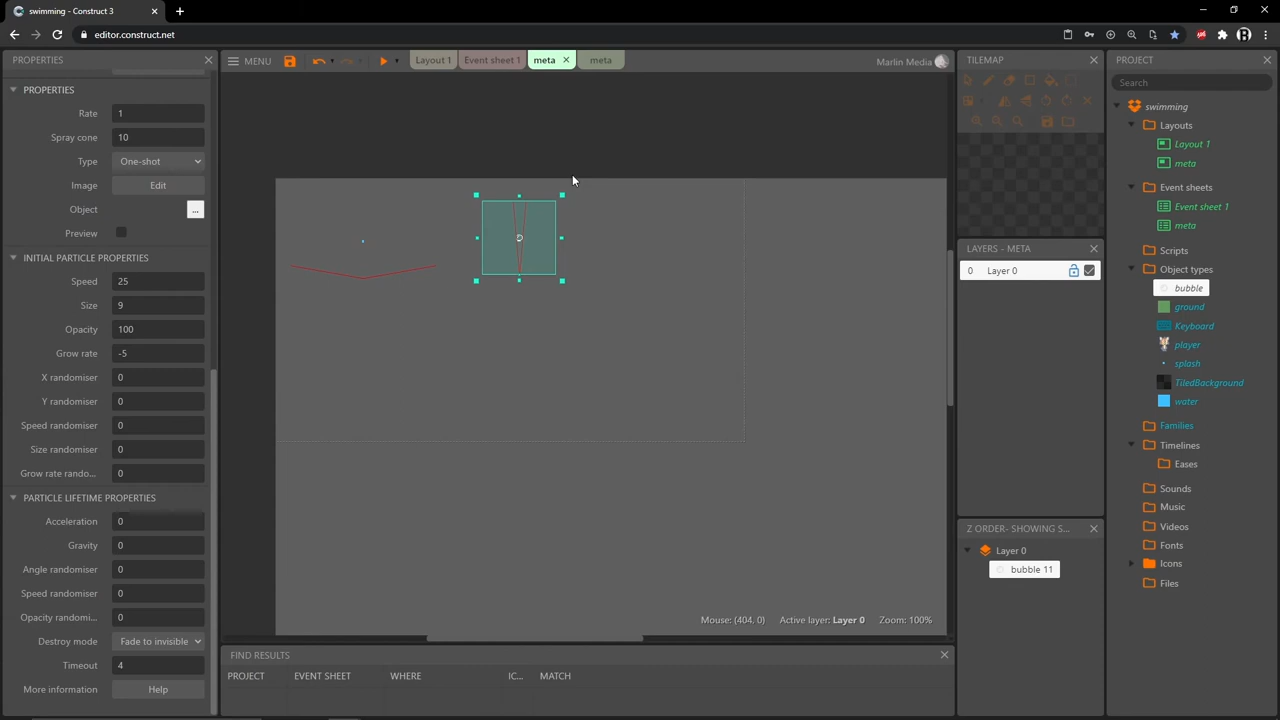 swimming - Construct 3
editor.construct.net
PROPERTIES
MENU
Layout 1
Event sheet 1
meta
meta
Marlin Media
TILEMAP
PROJECT
PROPERTIES
Rate 1
Spray cone 10
Type One-shot
Image Edit
Object ...
Preview
INITIAL PARTICLE PROPERTIES
Speed 25
Size 9
Opacity 100
Grow rate -5
X randomiser 0
Y randomiser 0
Speed randomiser 0
Size randomiser 0
Grow rate rando... 0
PARTICLE LIFETIME PROPERTIES
Acceleration 0
Gravity 0
Angle randomiser 0
Speed randomiser 0
Opacity randomi... 0
Destroy mode Fade to invisible
Timeout 4
More information Help
Mouse: (404, 0) Active layer: Layer 0 Zoom: 100%
FIND RESULTS
PROJECT EVENT SHEET WHERE IC... MATCH
LAYERS - META
0 Layer 0
Z ORDER- SHOWING S...
Layer 0
bubble 11
Search
swimming
Layouts
Layout 1
meta
Event sheets
Event sheet 1
meta
Scripts
Object types
bubble
ground
Keyboard
player
splash
TiledBackground
water
Families
Timelines
Eases
Sounds
Music
Videos
Fonts
Icons
Files